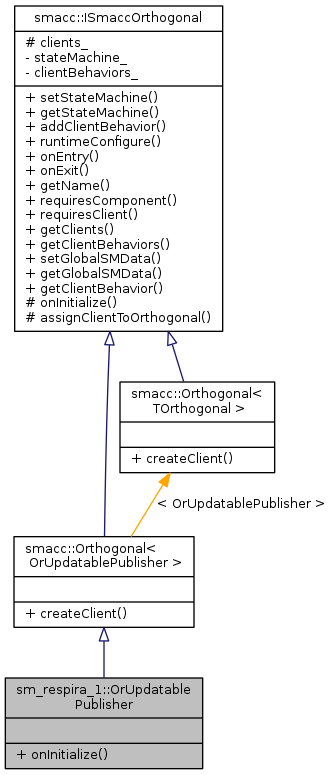 smacc::ISmaccOrthogonal
# clients_
- stateMachine_
- clientBehaviors_
+ setStateMachine()
+ getStateMachine()
+ addClientBehavior()
+ runtimeConfigure()
+ onEntry()
+ onExit()
+ getName()
+ requiresComponent()
+ requiresClient()
+ getClients()
+ getClientBehaviors()
+ setGlobalSMData()
+ getGlobalSMData()
+ getClientBehavior()
# onInitialize()
# assignClientToOrthogonal()
smacc::Orthogonal<
TOrthogonal >
+ createClient()
< OrUpdatablePublisher >
smacc::Orthogonal<
OrUpdatablePublisher >
+ createClient()
sm_respira_1::OrUpdatable
Publisher
+ onInitialize()